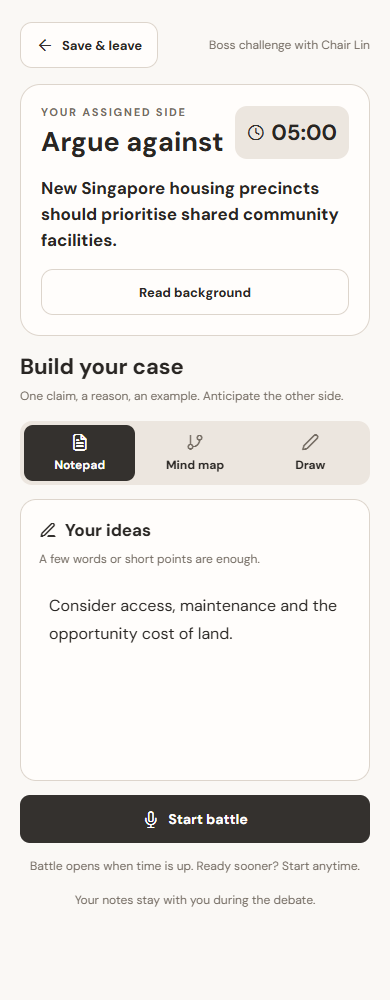 Save & leave
Boss challenge with Chair Lin
YOUR ASSIGNED SIDE
Argue against
05:00
New Singapore housing precincts
should prioritise shared community
facilities.
Read background
Build your case
One claim, a reason, an example. Anticipate the other side.
Notepad
Mind map
Draw
Your ideas
A few words or short points are enough.
Consider access, maintenance and the
opportunity cost of land.
Start battle
Battle opens when time is up. Ready sooner? Start anytime.
Your notes stay with you during the debate.